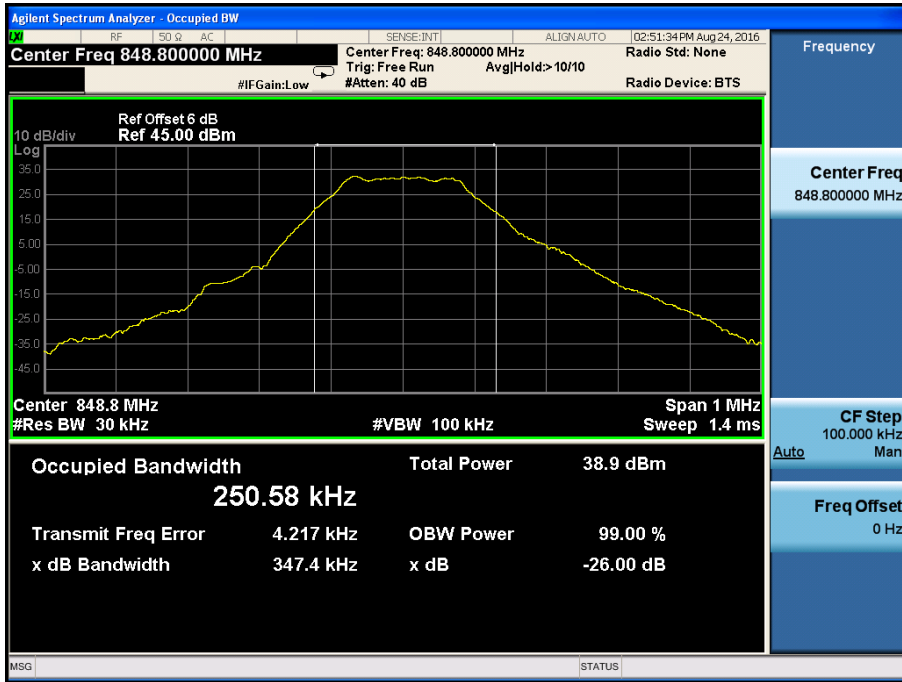 Agilent Spectrum Analyzer - Occupied BW
LXI RF 50 Ω AC SENSE:INT ALIGN AUTO 02:51:34 PM Aug 24, 2016
Center Freq 848.800000 MHz
Center Freq: 848.800000 MHz
Radio Std: None
Trig: Free Run Avg|Hold:>10/10
#IFGain:Low
#Atten: 40 dB
Radio Device: BTS
Ref Offset 6 dB
10 dB/div Ref 45.00 dBm
Log
35.0
25.0
15.0
5.00
-5.00
-15.0
-25.0
-35.0
-45.0
Center 848.8 MHz
Span 1 MHz
#Res BW 30 kHz
#VBW 100 kHz
Sweep 1.4 ms
Occupied Bandwidth
250.58 kHz
Total Power 38.9 dBm
Transmit Freq Error 4.217 kHz
OBW Power 99.00 %
x dB Bandwidth 347.4 kHz
x dB -26.00 dB
MSG
STATUS
Frequency
Center Freq
848.800000 MHz
CF Step
100.000 kHz
Auto Man
Freq Offset
0 Hz